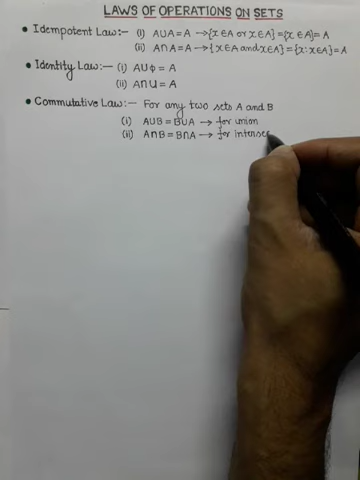 LAWS OF OPERATIONS ON SETS
• Idempotent Law:- (i) A∪A = A → {x∈A or x∈A} = {x∈A} = A
(ii) A∩A = A → {x∈A and x∈A} = {x:x∈A} = A
• Identity Law:- (i) A∪ϕ = A
(ii) A∩U = A
• Commutative Law:- For any two sets A and B
(i) A∪B = B∪A → for union
(ii) A∩B = B∩A → for intersec